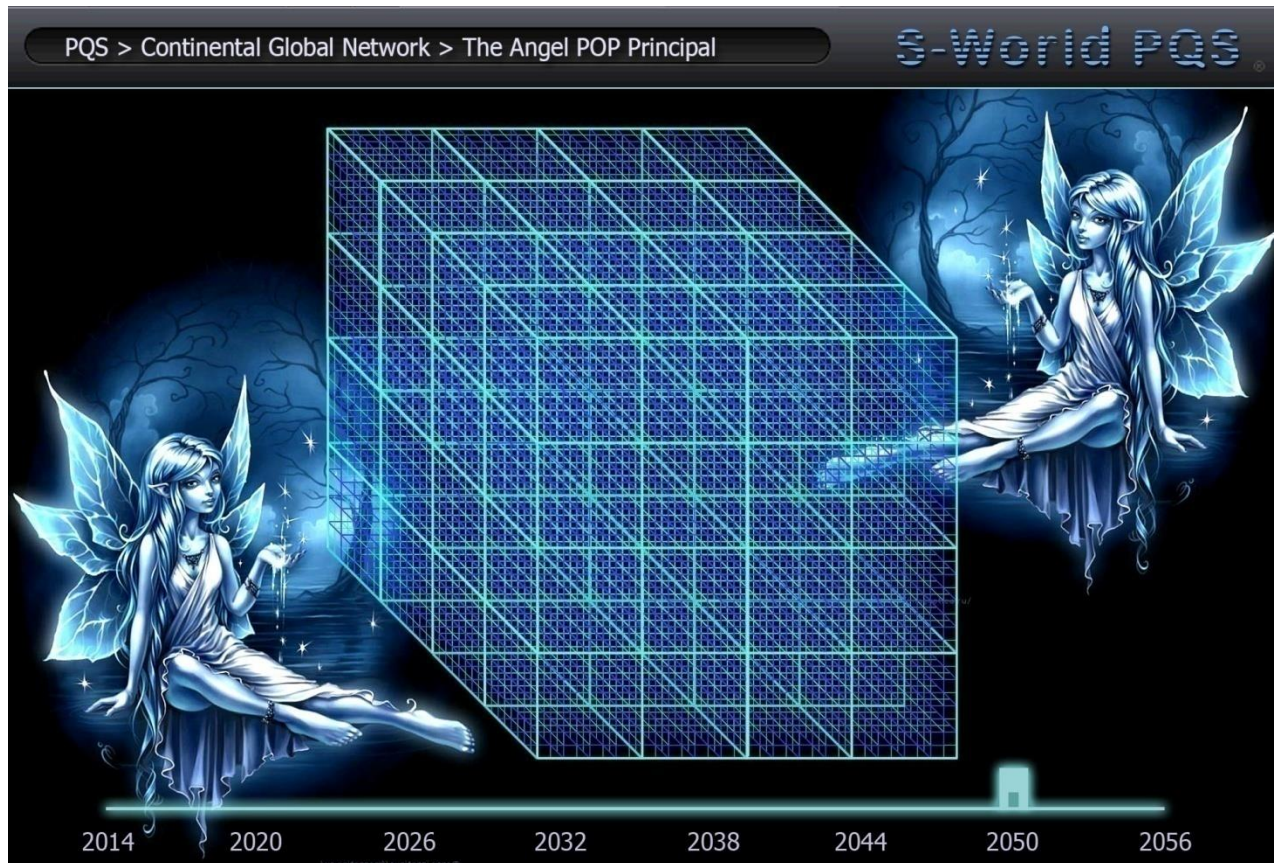 PQS > Continental Global Network > The Angel POP Principal
S-World PQS ®
2014 2020 2026 2032 2038 2044 2050 2056